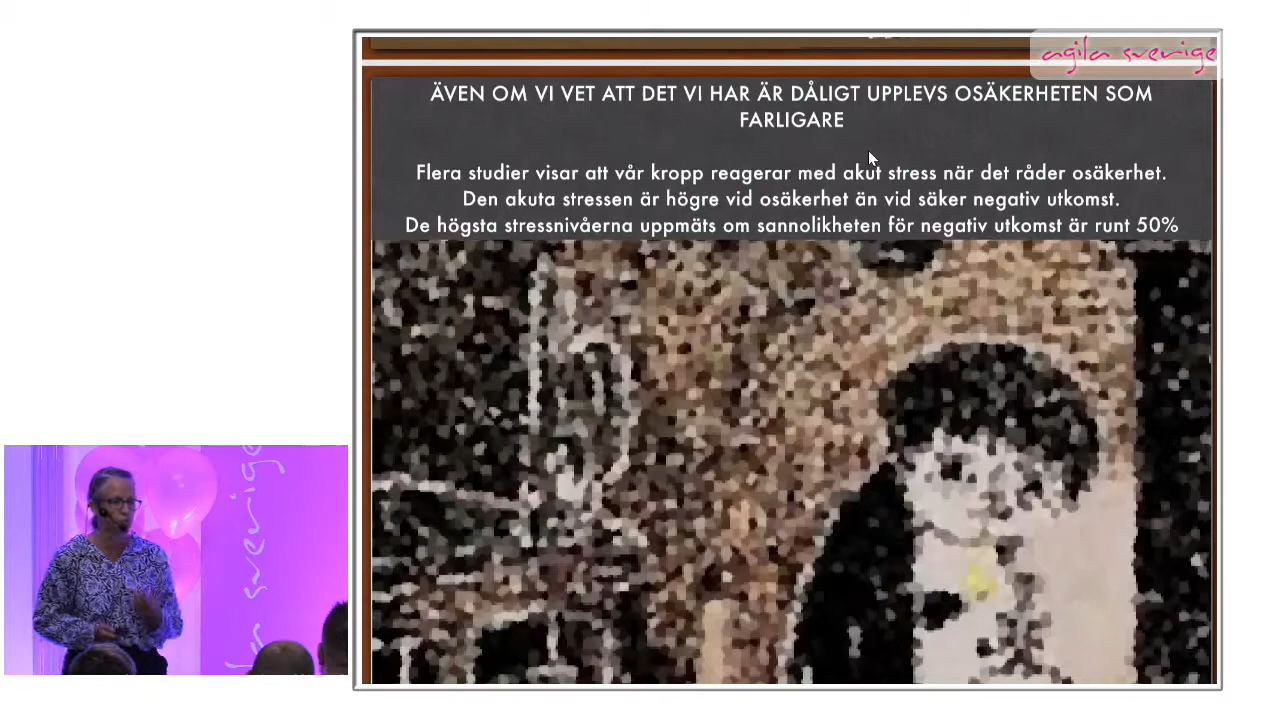 agila sverige
ÄVEN OM VI VET ATT DET VI HAR ÄR DÅLIGT UPPLEVS OSÄKERHETEN SOM
FARLIGARE
Flera studier visar att vår kropp reagerar med akut stress när det råder osäkerhet.
Den akuta stressen är högre vid osäkerhet än vid säker negativ utkomst.
De högsta stressnivåerna uppmäts om sannolikheten för negativ utkomst är runt 50%
sverige